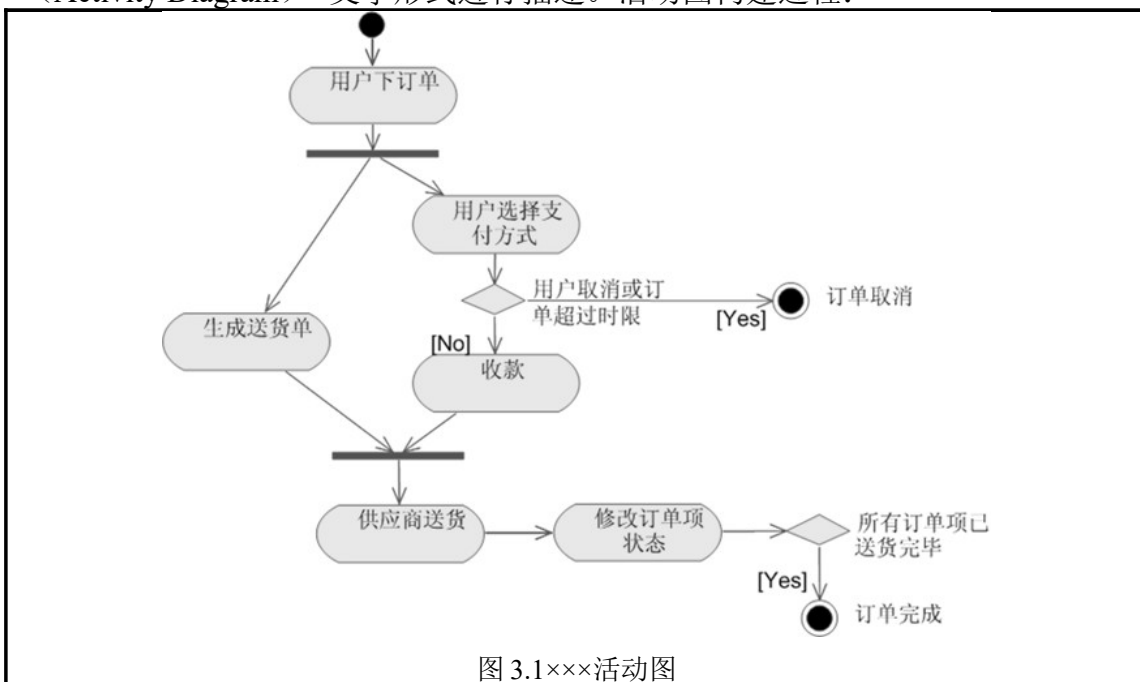 用户下订单
用户选择支
付方式
用户取消或订
单超过时限
[Yes]
订单取消
生成送货单
[No]
收款
供应商送货
修改订单项
状态
所有订单项已
送货完毕
[Yes]
订单完成
图 3.1×××活动图